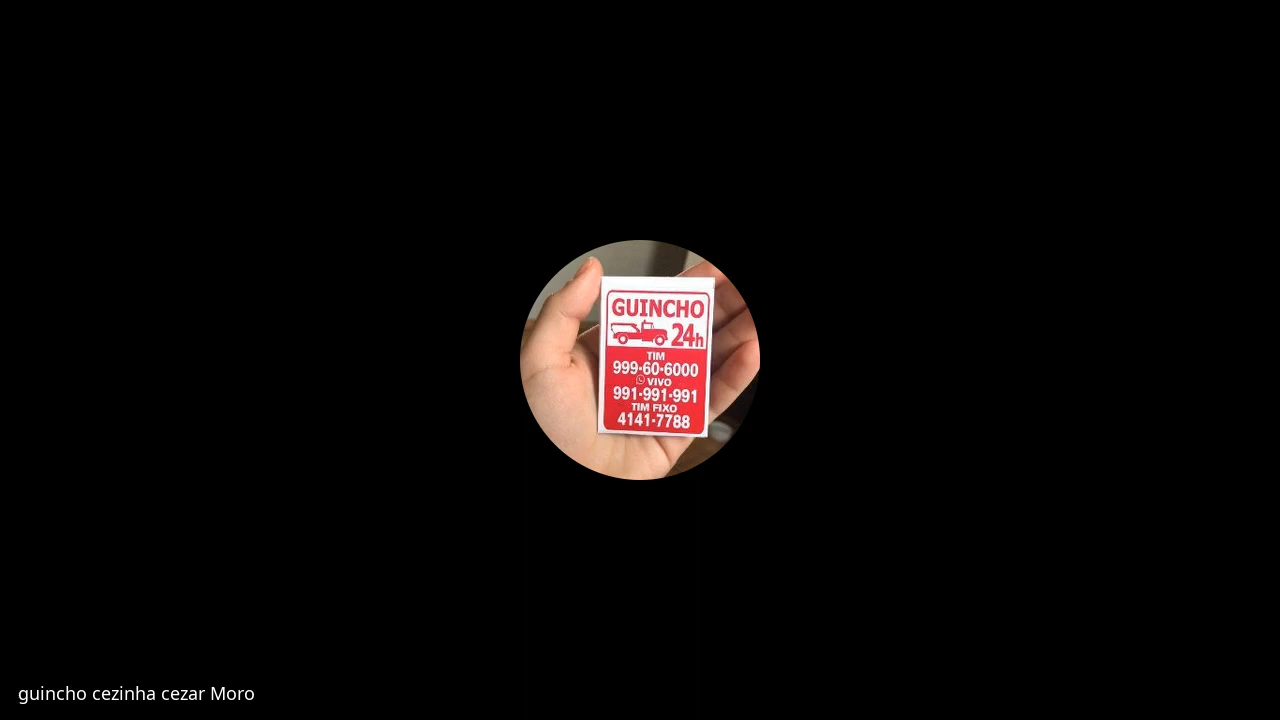 GUINCHO
24h
TIM
999-60-6000
VIVO
991-991-991
TIM FIXO
4141-7788
guincho cezinha cezar Moro